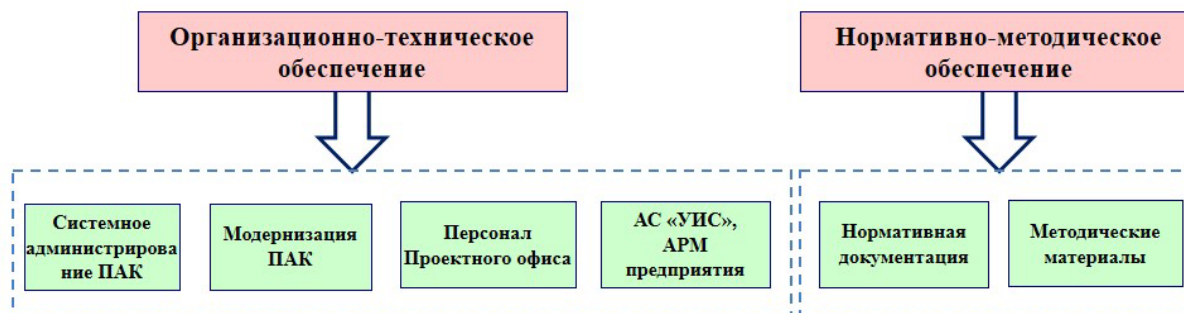 Организационно-техническое
обеспечение
Нормативно-методическое
обеспечение
Системное
администрирова
ние ПАК
Модернизация
ПАК
Персонал
Проектного офиса
АС «УИС»,
АРМ
предприятия
Нормативная
документация
Методические
материалы